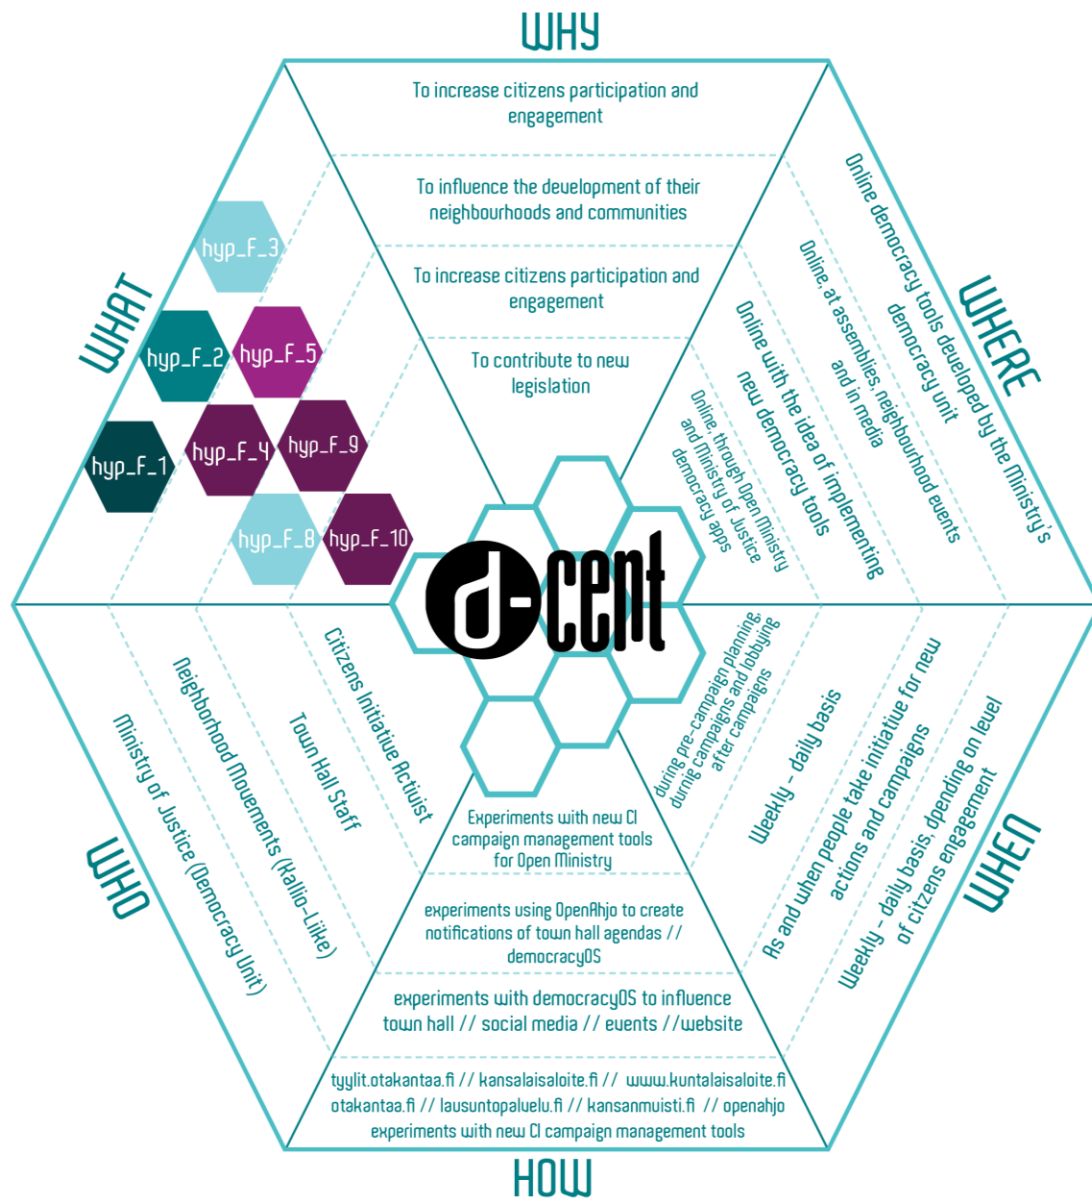 WHY
To increase citizens participation and
engagement
To influence the development of their
neighbourhoods and communities
To increase citizens participation and
engagement
To contribute to new
legislation
WHERE
Online democracy tools developed by the Ministry's
democracy unit
Online, at assemblies, neighbourhood events
and in media
Online with the idea of implementing
new democracy tools
Online, through Open Ministry
and Ministry of Justice
democracy apps
WHAT
hyp_F_3
hyp_F_2
hyp_F_5
hyp_F_1
hyp_F_4
hyp_F_9
hyp_F_8
hyp_F_10
d-cent
WHO
Citizens Initiative Activist
Town Hall Staff
Neighborhood Movements (Kallio-Liike)
Ministry of Justice (Democracy Unit)
WHEN
during pre-campaign planning,
durnig campaigns and lobbying
after campaigns
Weekly - daily basis
As and when people take initiative for new
actions and campaigns
Weekly - daily basis, dpending on level
of citzens engagement
Experiments with new CI
campaign management tools
for Open Ministry
experiments using OpenAhjo to create
notifications of town hall agendas //
democracyOS
experiments with democracyOS to influence
town hall // social media // events //website
tyylit.otakantaa.fi // kansalaisaloite.fi // www.kuntalaisaloite.fi
otakantaa.fi // lausuntopalvelu.fi // kansanmuisti.fi // openahjo
experiments with new CI campaign management tools
HOW